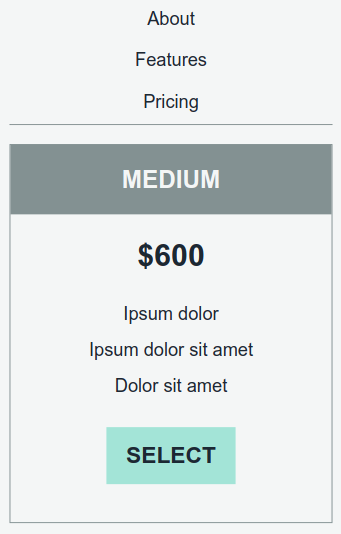 About
Features
Pricing
MEDIUM
$600
Ipsum dolor
Ipsum dolor sit amet
Dolor sit amet
SELECT